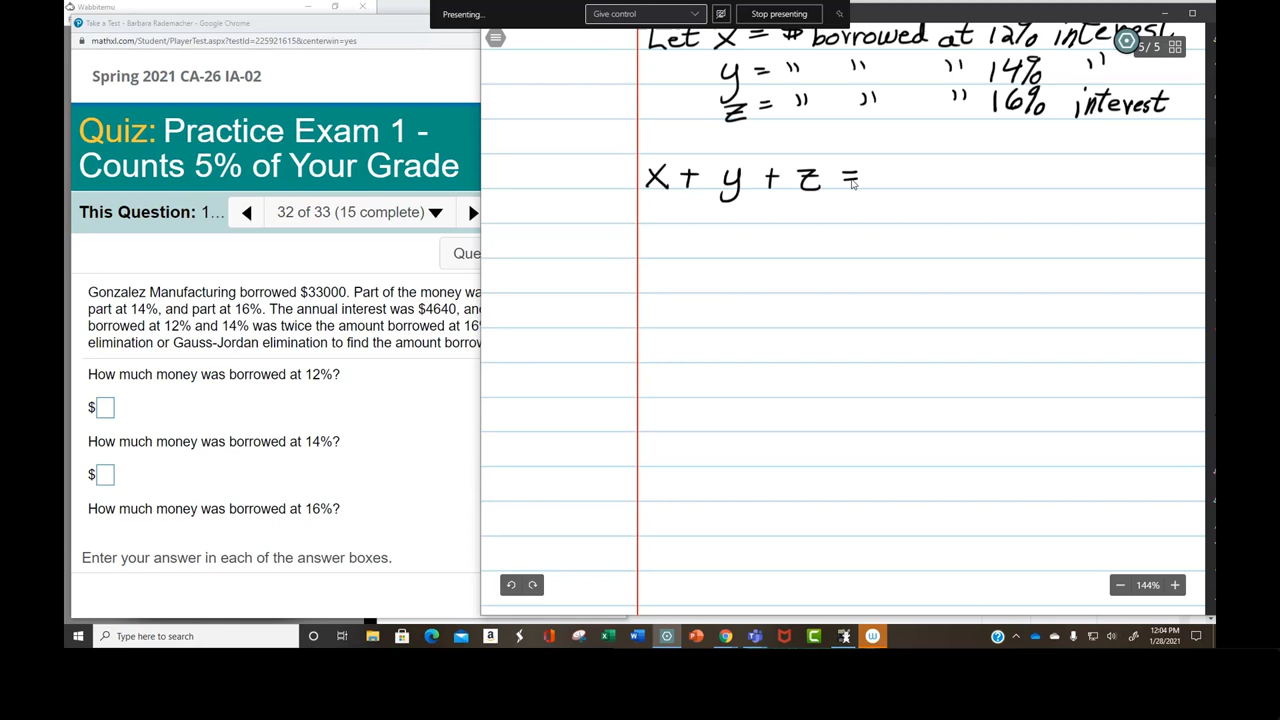 Wabbitemu
Take a Test - Barbara Rademacher - Google Chrome
mathxl.com/Student/PlayerTest.aspx?testId=225921615&centerwin=yes
Presenting...
Give control
Stop presenting
Spring 2021 CA-26 IA-02
Quiz: Practice Exam 1 -
Counts 5% of Your Grade
This Question: 1...
32 of 33 (15 complete)
Que
Gonzalez Manufacturing borrowed $33000. Part of the money wa
part at 14%, and part at 16%. The annual interest was $4640, an
borrowed at 12% and 14% was twice the amount borrowed at 16%
elimination or Gauss-Jordan elimination to find the amount borrow
How much money was borrowed at 12%?
$
How much money was borrowed at 14%?
$
How much money was borrowed at 16%?
Enter your answer in each of the answer boxes.
Let x = $ borrowed at 12% interest
5/5
y = " " " 14% "
z = " " " 16% interest
x + y + z =
144%
Type here to search
12:04 PM
1/28/2021